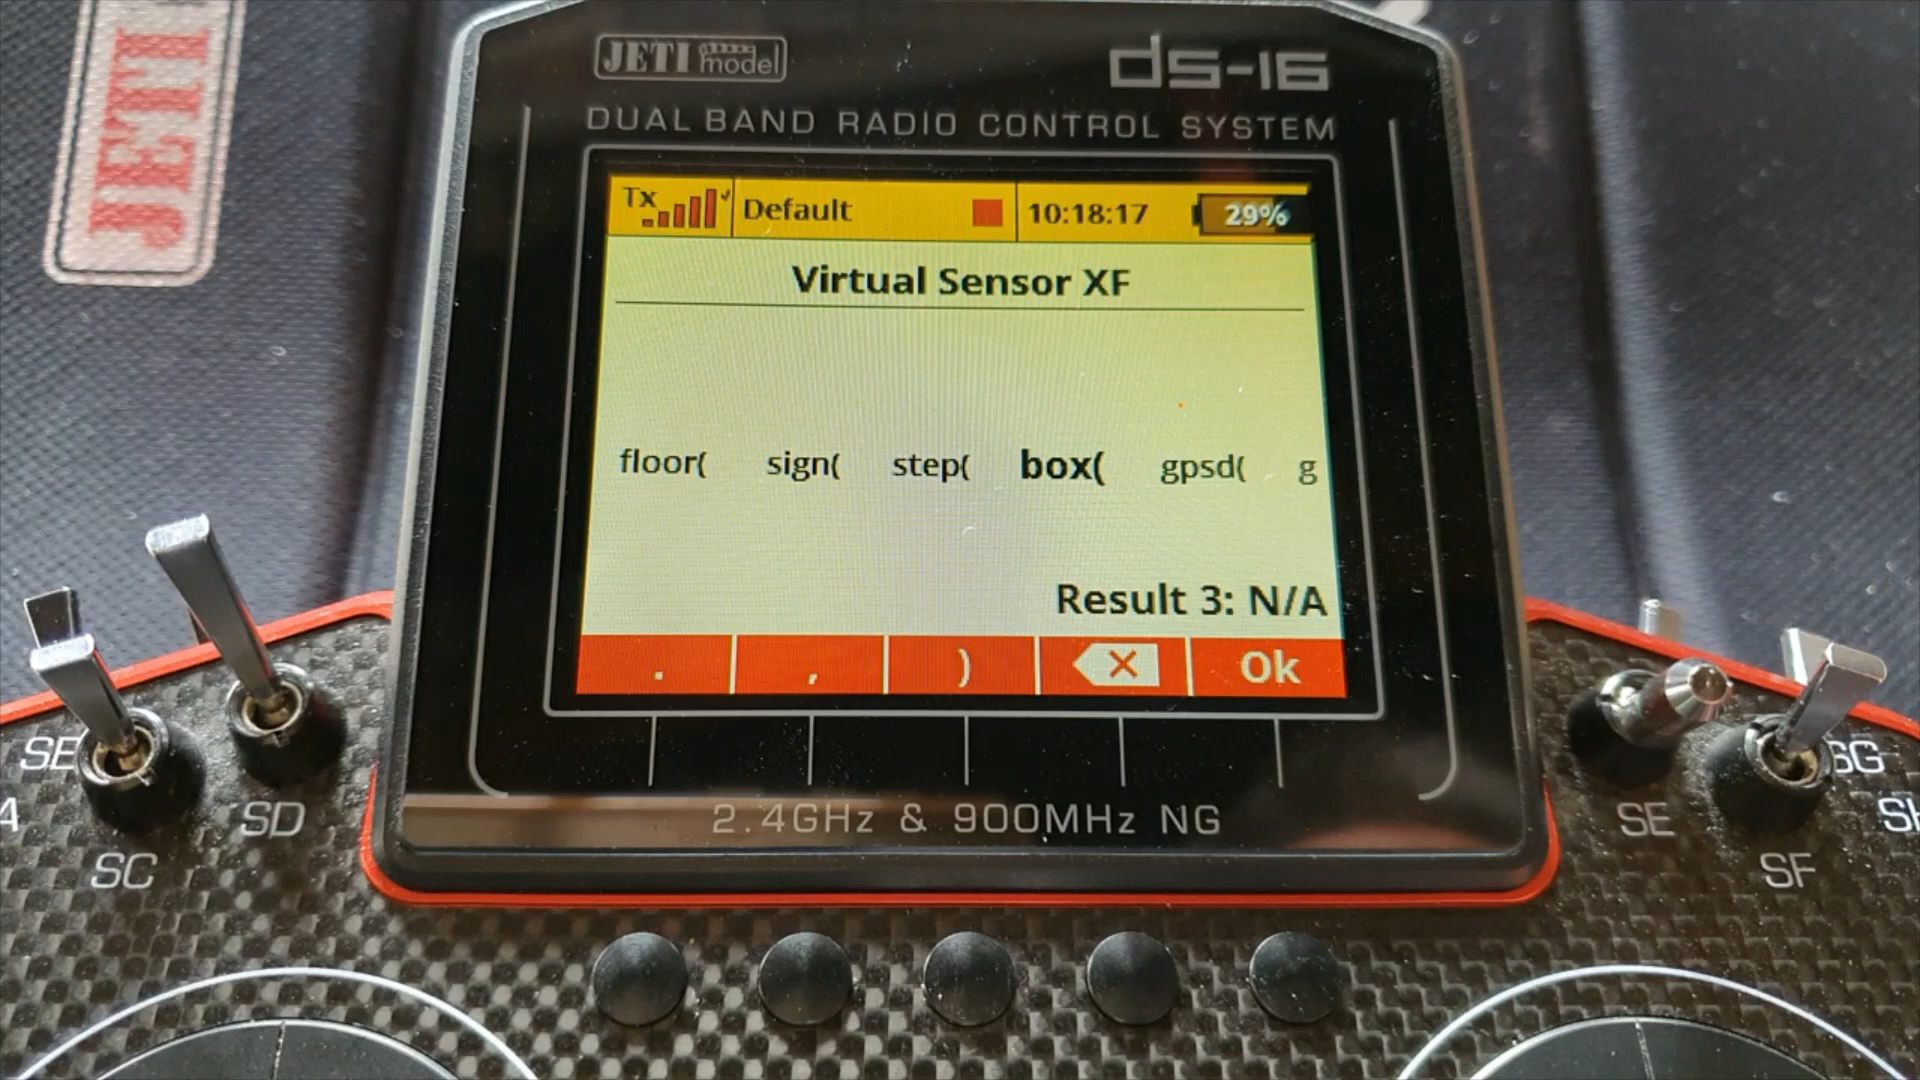 JETI
JETI model
ds-16
DUAL BAND RADIO CONTROL SYSTEM
Tx Default 10:18:17 29%
Virtual Sensor XF
floor( sign( step( box( gpsd( g
Result 3: N/A
. , ) Ok
2.4GHz & 900MHz NG
SD SC
SE SG SF